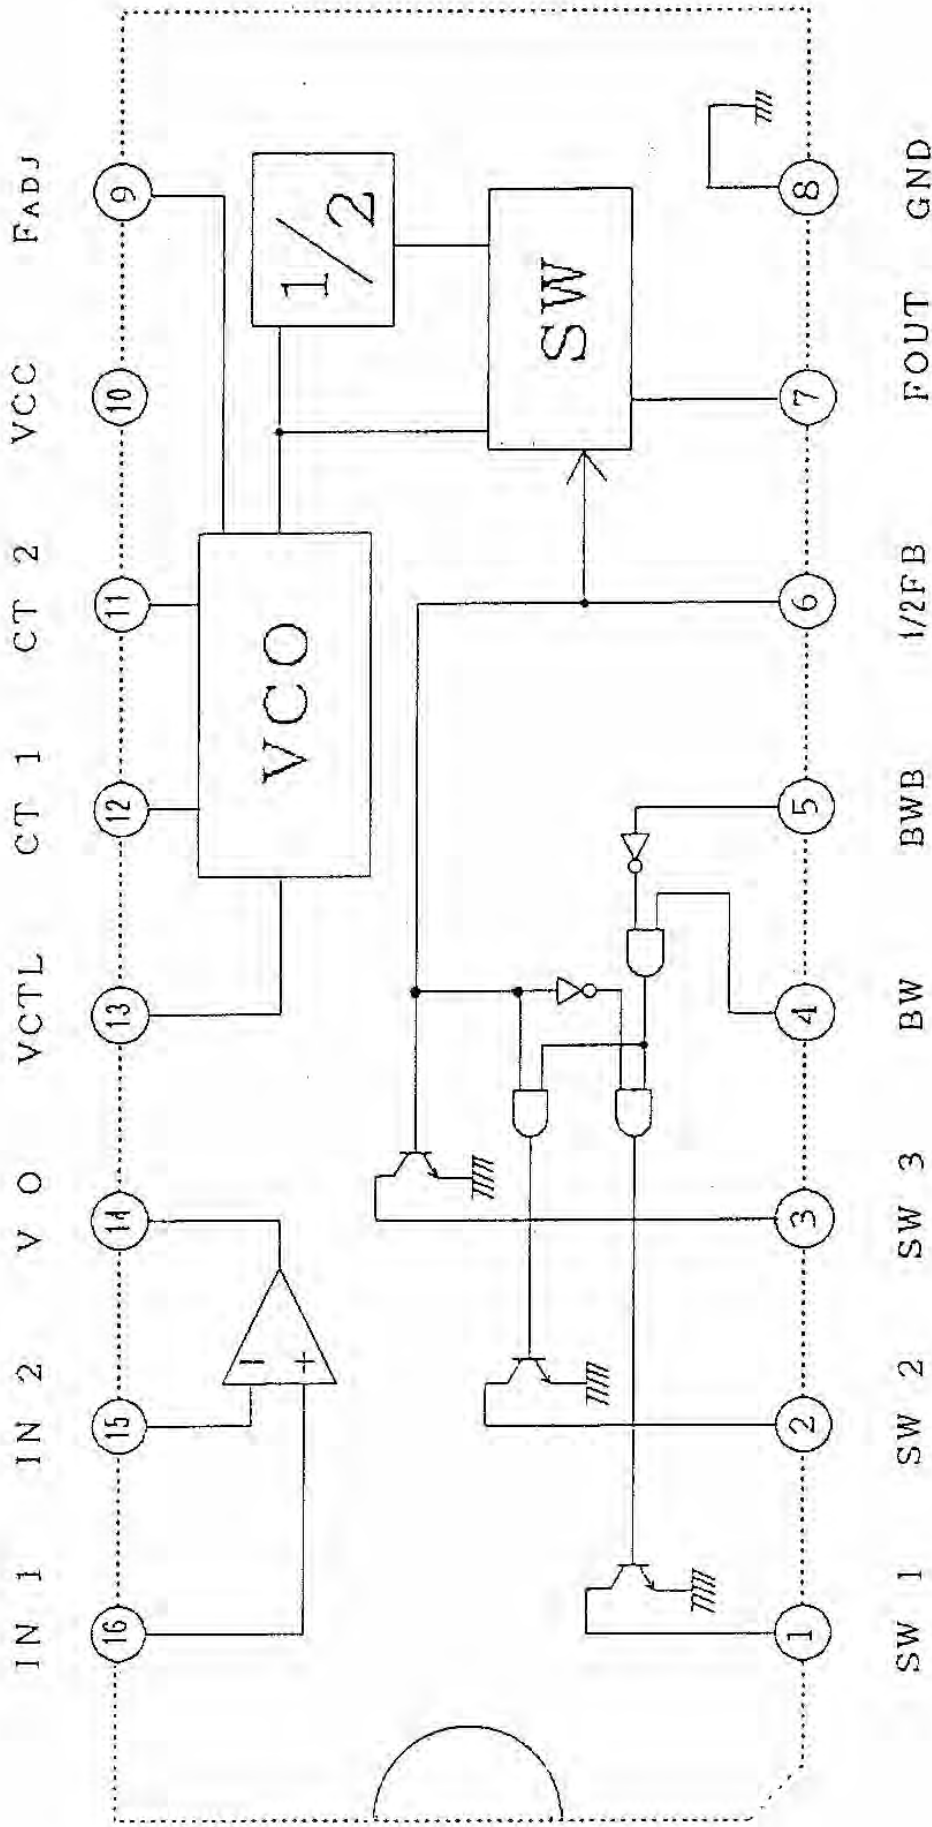 IN 1 IN 2 V O VCTL CT 1 CT 2 VCC FADJ
16 15 14 13 12 11 10 9
− +
VCO
1/2
SW
1 2 3 4 5 6 7 8
SW 1 SW 2 SW 3 BW BWB 1/2FB FOUT GND